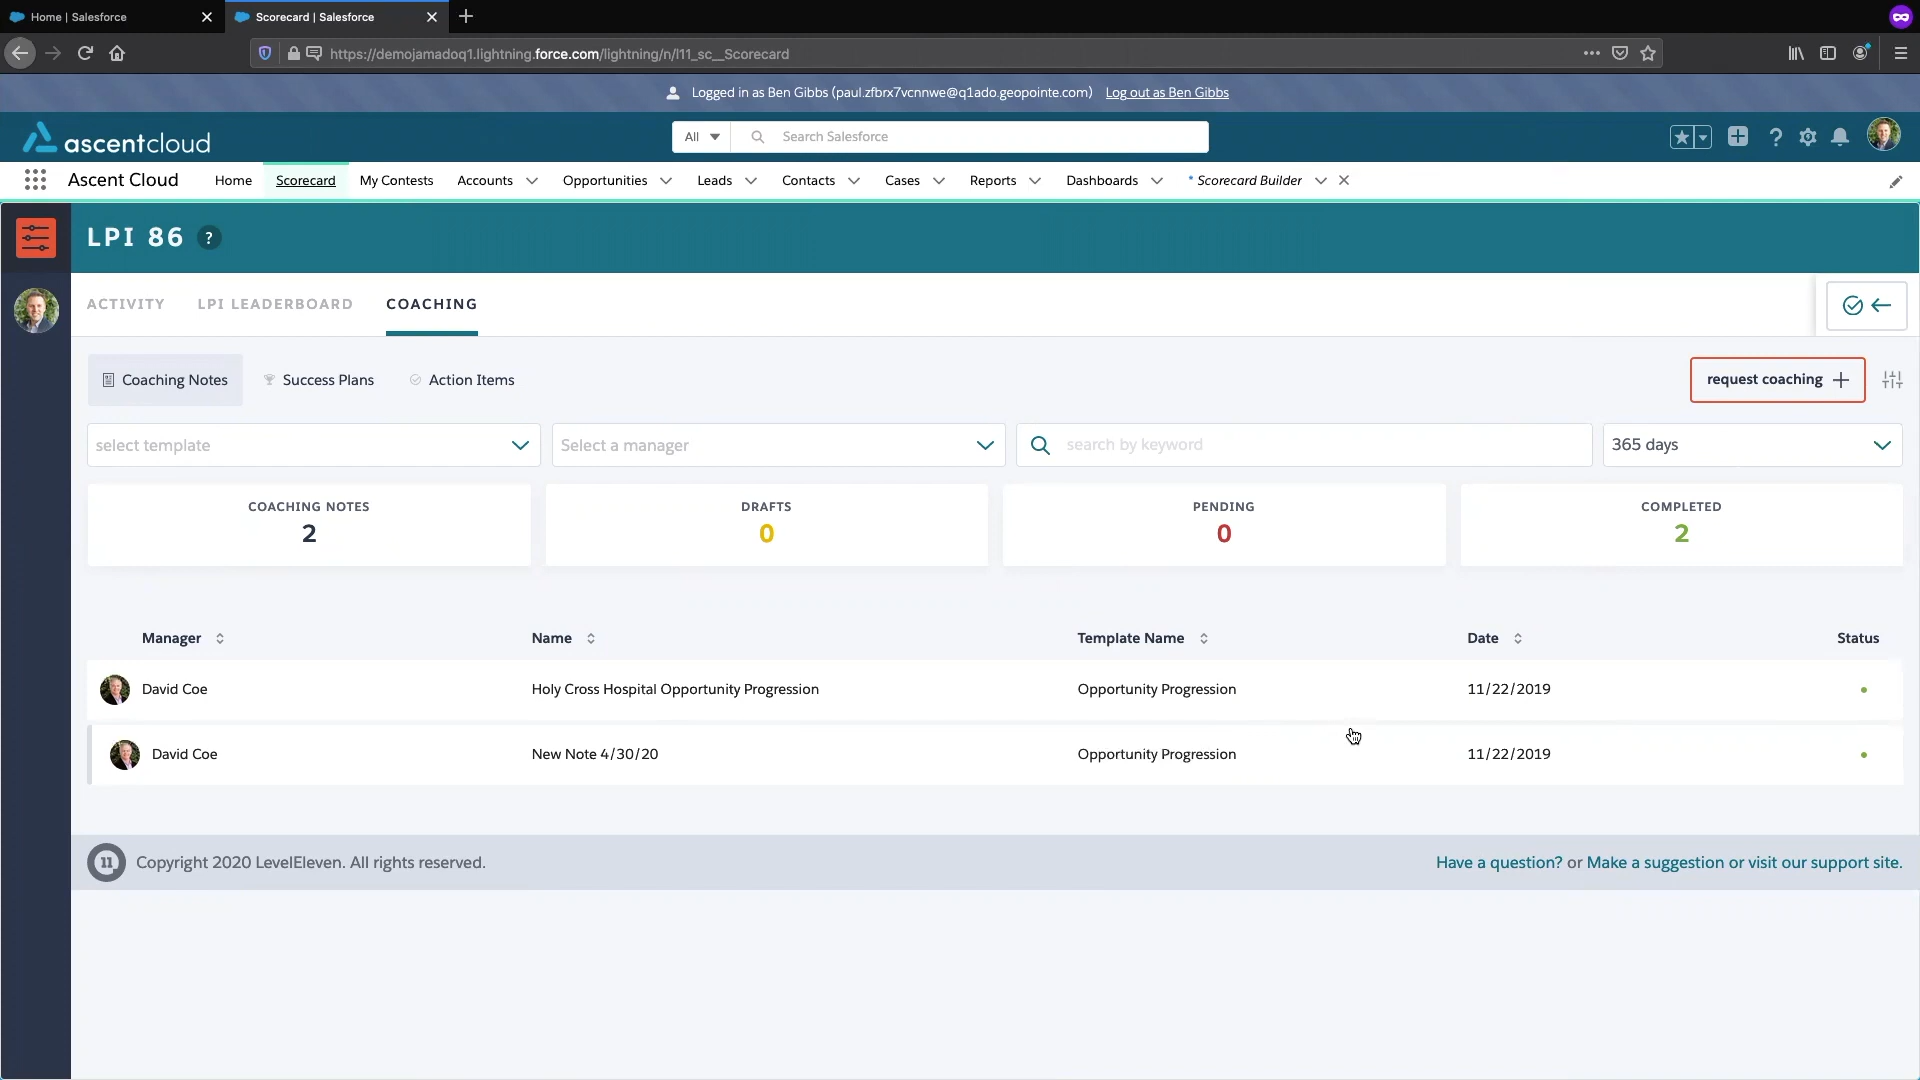 Home | Salesforce
Scorecard | Salesforce
https://demojamadoq1.lightning.force.com/lightning/n/l11_sc__Scorecard
Logged in as Ben Gibbs (paul.zfbrx7vcnnwe@q1ado.geopointe.com) Log out as Ben Gibbs
ascentcloud
All
Search Salesforce
Ascent Cloud
Home
Scorecard
My Contests
Accounts
Opportunities
Leads
Contacts
Cases
Reports
Dashboards
* Scorecard Builder
LPI 86 ?
ACTIVITY
LPI LEADERBOARD
COACHING
Coaching Notes
Success Plans
Action Items
request coaching +
select template
Select a manager
search by keyword
365 days
COACHING NOTES
2
DRAFTS
0
PENDING
0
COMPLETED
2
Manager Name Template Name Date Status
David Coe Holy Cross Hospital Opportunity Progression Opportunity Progression 11/22/2019
David Coe New Note 4/30/20 Opportunity Progression 11/22/2019
11 Copyright 2020 LevelEleven. All rights reserved.
Have a question? or Make a suggestion or visit our support site.